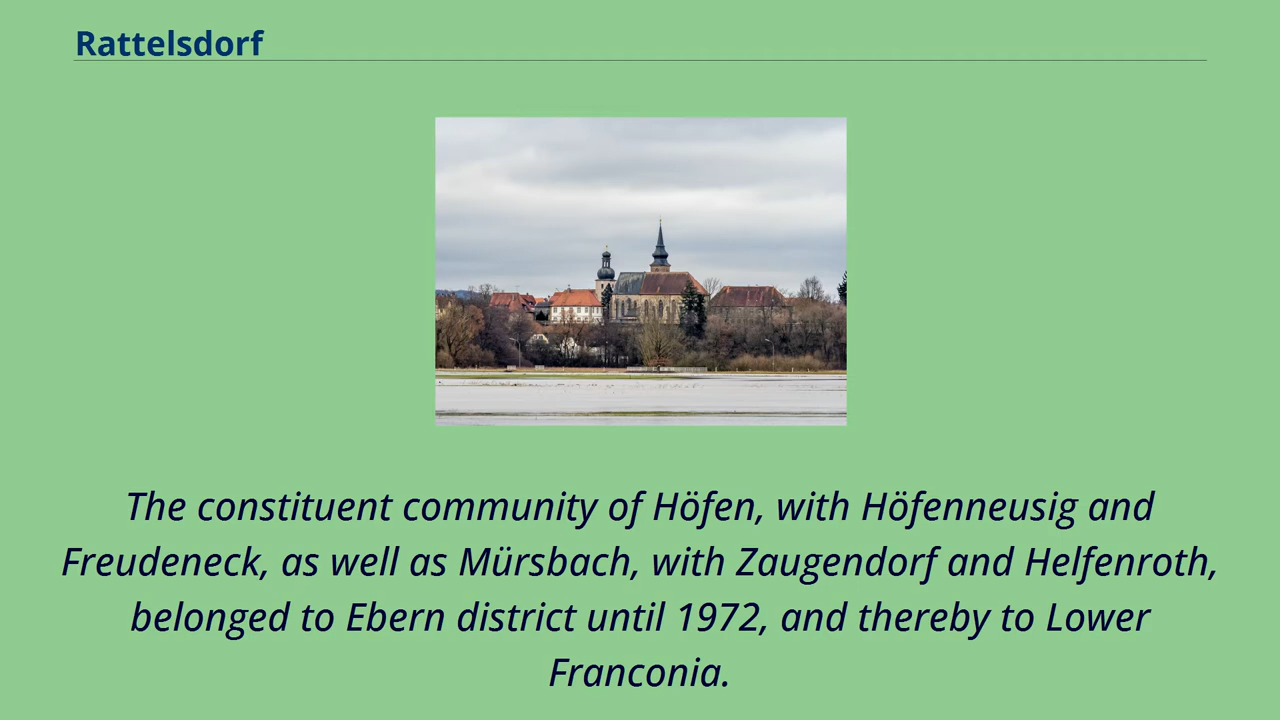 Rattelsdorf
The constituent community of Höfen, with Höfenneusig and
Freudeneck, as well as Mürsbach, with Zaugendorf and Helfenroth,
belonged to Ebern district until 1972, and thereby to Lower
Franconia.